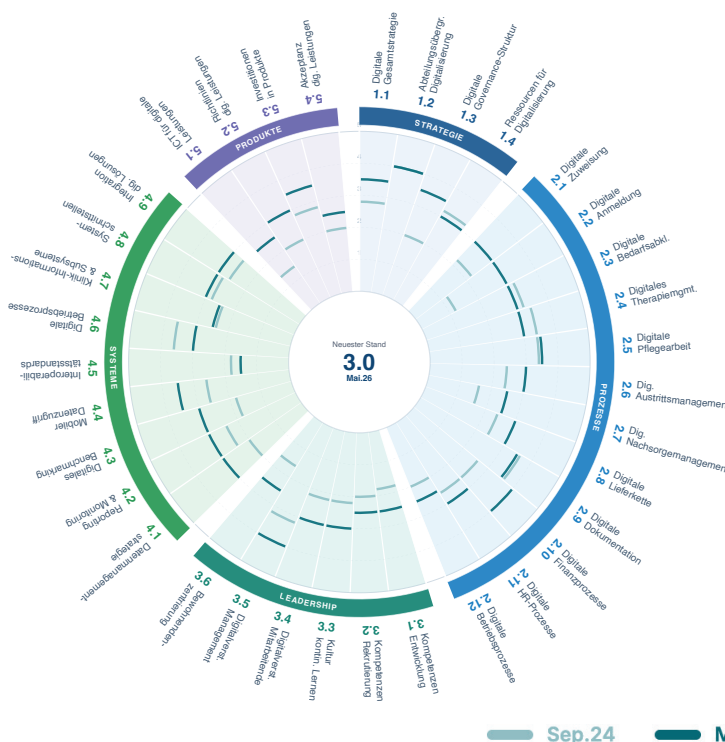 STRATEGIE
1.1
Digitale
Gesamtstrategie
1.2
Abteilungsübergr.
Digitalisierung
1.3
Digitale
Governance-Struktur
1.4
Ressourcen für
Digitalisierung
PROZESSE
2.1
Digitale
Zuweisung
2.2
Digitale
Anmeldung
2.3
Digitale
Bedarfsabkl.
2.4
Digitales
Therapiemgmt.
2.5
Digitale
Pflegearbeit
2.6
Dig.
Austrittsmanagement
2.7
Dig.
Nachsorgemanagement
2.8
Digitale
Lieferkette
2.9
Digitale
Dokumentation
2.10
Digitale
Finanzprozesse
2.11
Digitale
HR-Prozesse
2.12
Digitale
Betriebsprozesse
LEADERSHIP
3.1
Kompetenzen
Entwicklung
3.2
Kompetenzen
Rekrutierung
3.3
Kultur
kontin. Lernen
3.4
Digitalverst.
Mitarbeitende
3.5
Digitalverst.
Management
3.6
Bewohnenden-
zentrierung
SYSTEME
4.1
Datenmanagement-
strategie
4.2
Reporting
& Monitoring
4.3
Digitales
Benchmarking
4.4
Mobiler
Datenzugriff
4.5
Interoperabili-
tätsstandards
4.6
Digitale
Betriebsprozesse
4.7
Klinik-Informations-
& Subsysteme
4.8
System-
schnittstellen
4.9
Integration
dig. Lösungen
PRODUKTE
5.1
ICT für digitale
Leistungen
5.2
Richtlinien
dig. Leistungen
5.3
Investitionen
in Produkte
5.4
Akzeptanz
dig. Leistungen
Neuester Stand
3.0
Mai.26
Sep.24